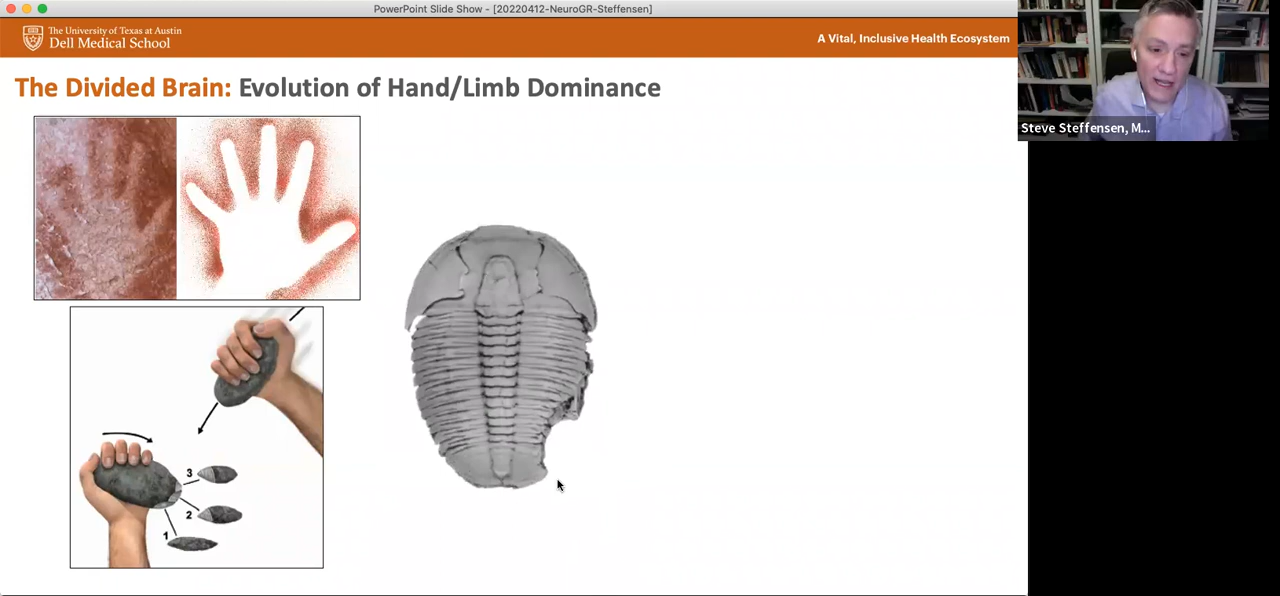 PowerPoint Slide Show - [20220412-NeuroGR-Steffensen]
The University of Texas at Austin
Dell Medical School
A Vital, Inclusive Health Ecosystem
Steve Steffensen, M...
The Divided Brain: Evolution of Hand/Limb Dominance
3
2
1